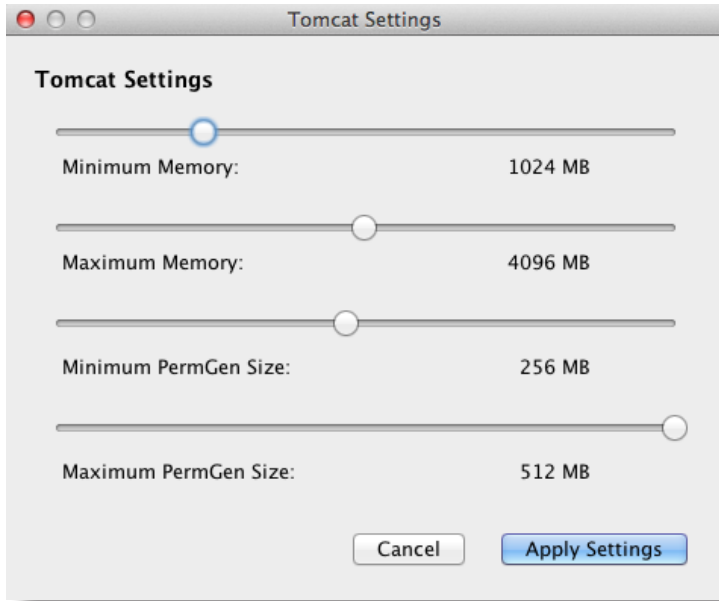 Tomcat Settings
Tomcat Settings
Minimum Memory: 1024 MB
Maximum Memory: 4096 MB
Minimum PermGen Size: 256 MB
Maximum PermGen Size: 512 MB
Cancel Apply Settings